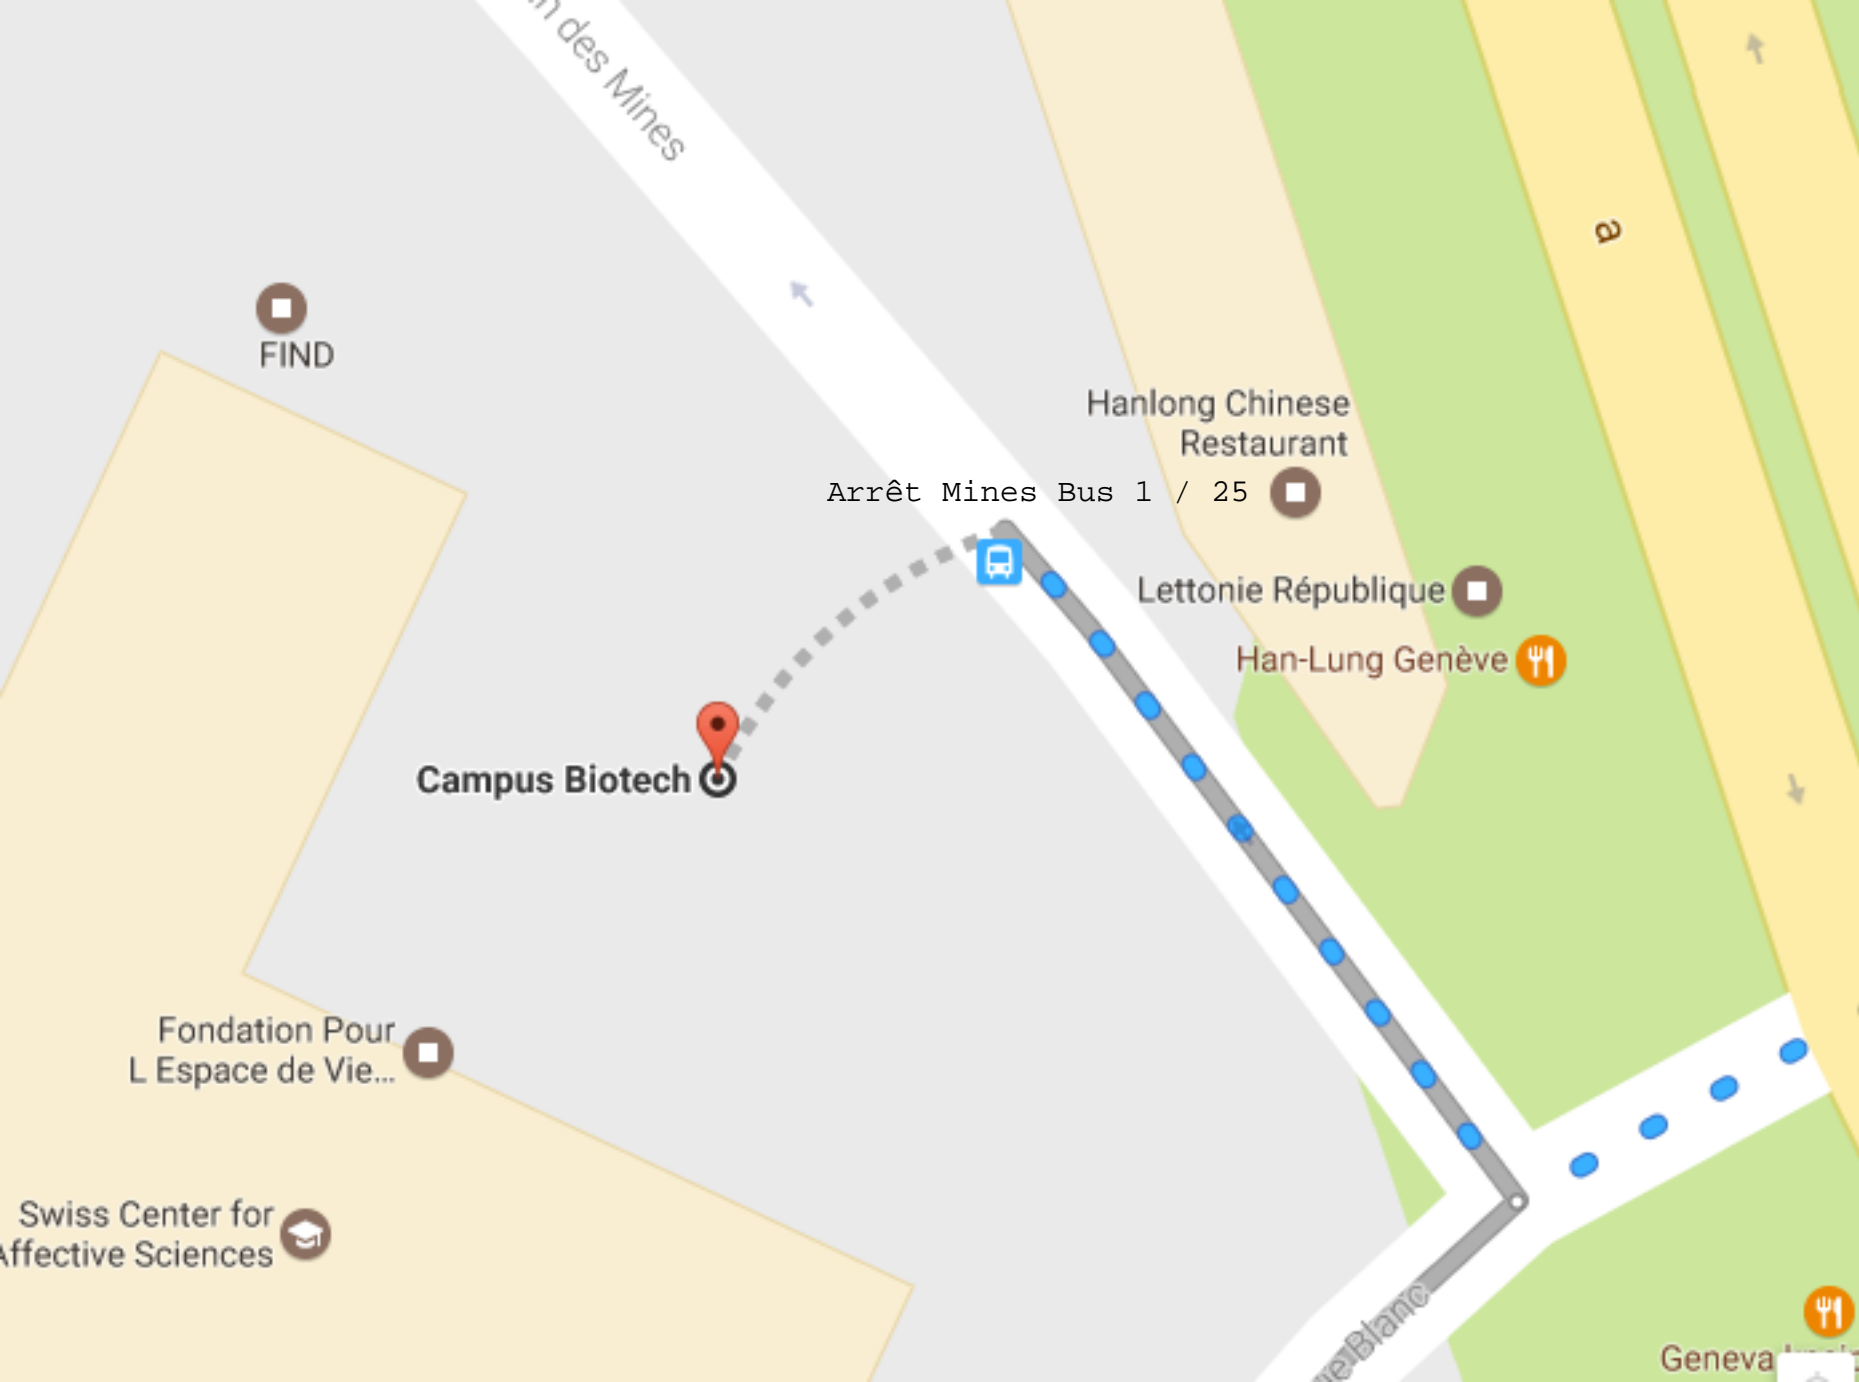 des Mines
a
FIND
Hanlong Chinese
Restaurant
Arrêt Mines Bus 1 / 25
Lettonie République
Han-Lung Genève
Campus Biotech
Fondation Pour
L Espace de Vie...
Swiss Center for
Affective Sciences
Blanc
Geneva